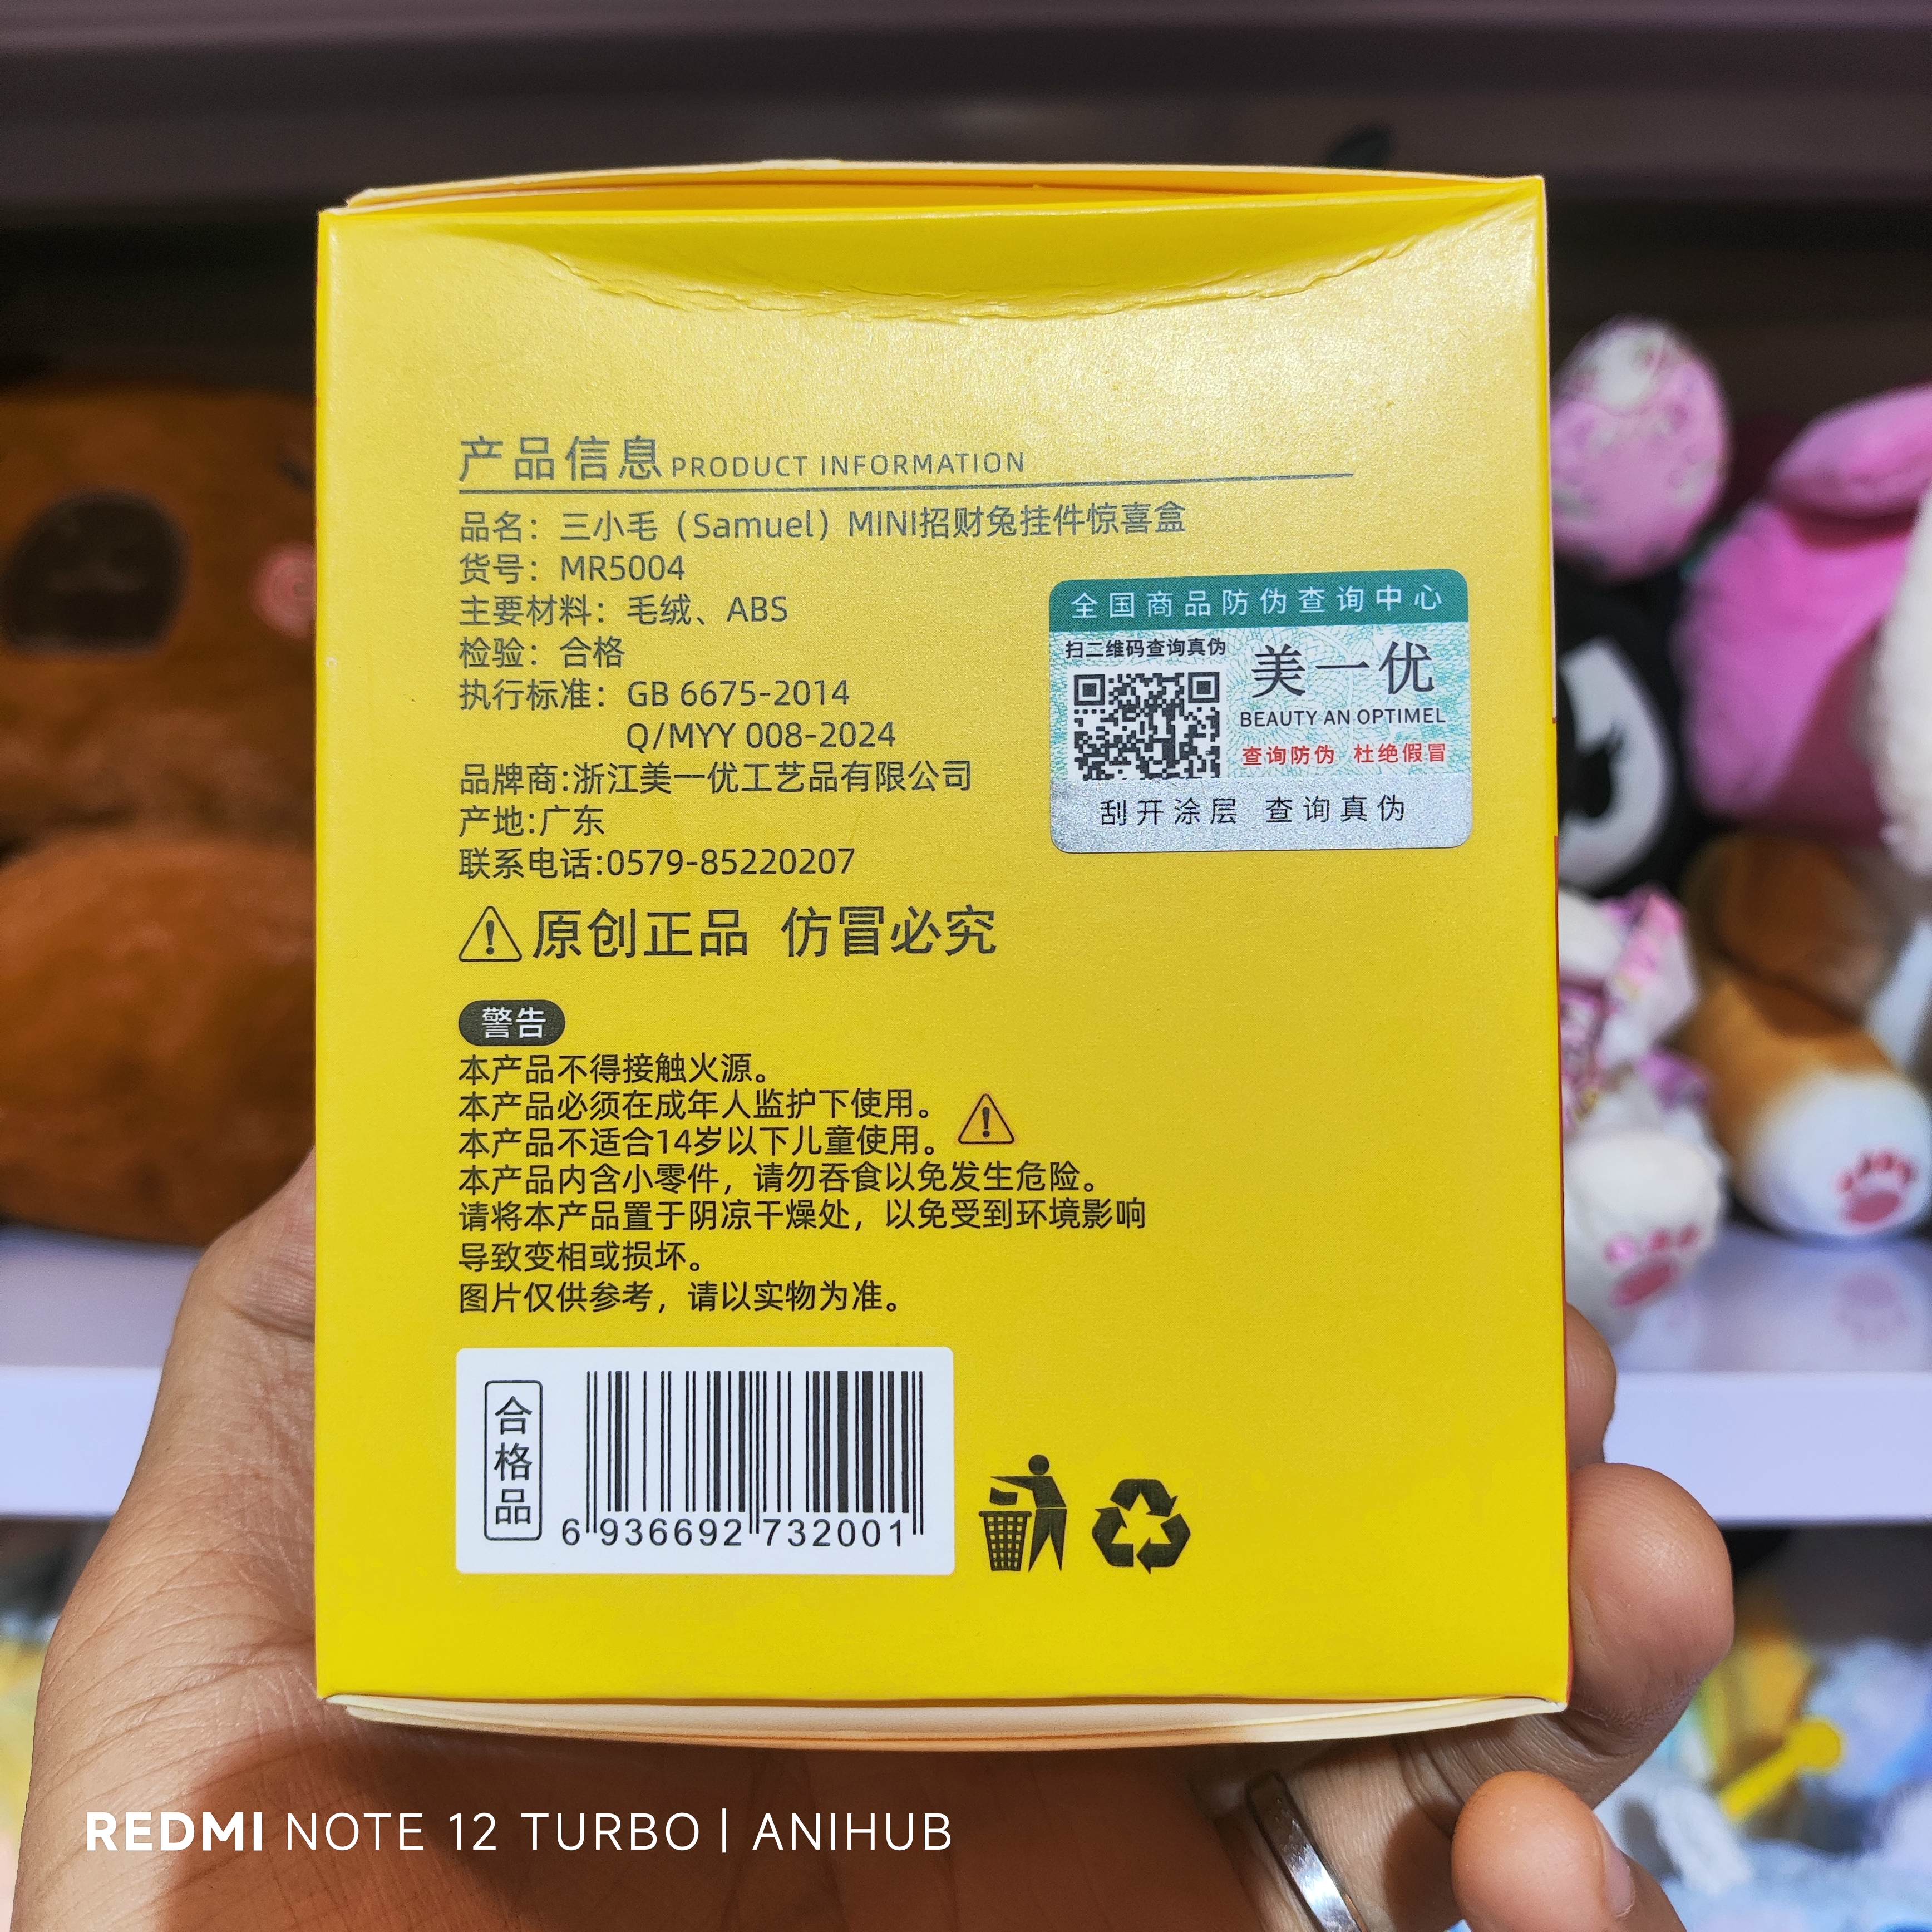 产品信息PRODUCT INFORMATION
品名：三小毛（Samuel）MINI招财兔挂件惊喜盒
货号：MR5004
主要材料：毛绒、ABS
检验：合格
执行标准：GB 6675-2014
Q/MYY 008-2024
品牌商:浙江美一优工艺品有限公司
产地:广东
联系电话:0579-85220207
全国商品防伪查询中心
扫二维码查询真伪
美一优
BEAUTY AN OPTIMEL
查询防伪 杜绝假冒
刮开涂层 查询真伪
原创正品 仿冒必究
警告
本产品不得接触火源。
本产品必须在成年人监护下使用。
本产品不适合14岁以下儿童使用。
本产品内含小零件，请勿吞食以免发生危险。
请将本产品置于阴凉干燥处，以免受到环境影响
导致变相或损坏。
图片仅供参考，请以实物为准。
合格品
6 936692 732001
REDMI NOTE 12 TURBO | ANIHUB